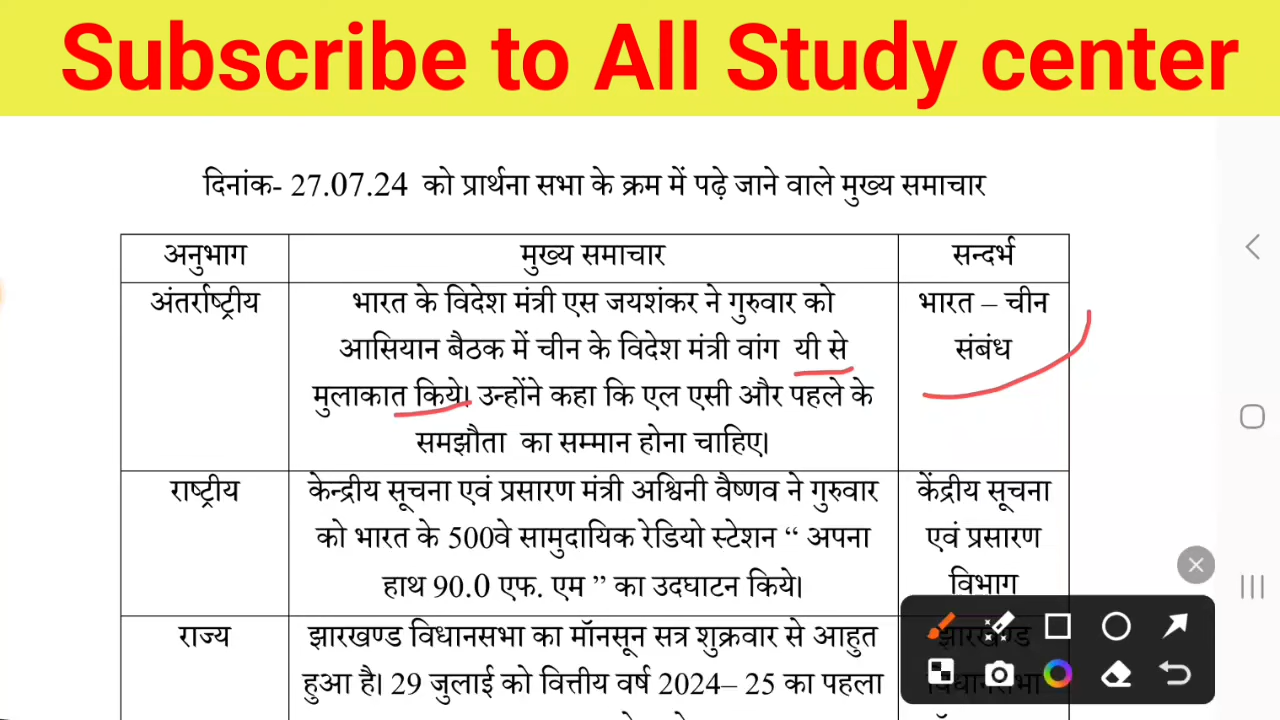 Subscribe to All Study center
दिनांक- 27.07.24 को प्रार्थना सभा के क्रम में पढ़े जाने वाले मुख्य समाचार
अनुभाग मुख्य समाचार सन्दर्भ
अंतर्राष्ट्रीय भारत के विदेश मंत्री एस जयशंकर ने गुरुवार को भारत – चीन
आसियान बैठक में चीन के विदेश मंत्री वांग यी से संबंध
मुलाकात किये। उन्होंने कहा कि एल एसी और पहले के
समझौता का सम्मान होना चाहिए।
राष्ट्रीय केन्द्रीय सूचना एवं प्रसारण मंत्री अश्विनी वैष्णव ने गुरुवार केंद्रीय सूचना
को भारत के 500वे सामुदायिक रेडियो स्टेशन “ अपना एवं प्रसारण
हाथ 90.0 एफ. एम ” का उदघाटन किये। विभाग
राज्य झारखण्ड विधानसभा का मॉनसून सत्र शुक्रवार से आहुत झारखण्ड
हुआ है। 29 जुलाई को वित्तीय वर्ष 2024– 25 का पहला विधानसभा